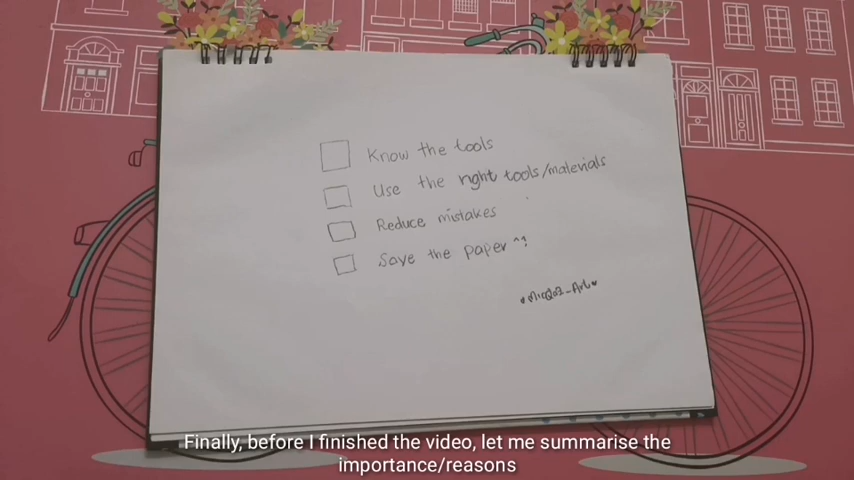 Know the tools
Use the right tools/materials
Reduce mistakes
Save the paper ^^
Finally, before I finished the video, let me summarise the
importance/reasons